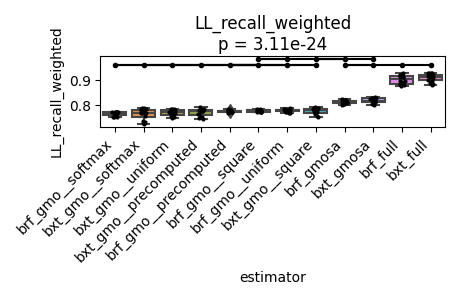 LL_recall_weighted
p = 3.11e-24
LL_recall_weighted
0.9
0.8
brf_gmo__softmax
bxt_gmo__softmax
bxt_gmo__uniform
bxt_gmo__precomputed
brf_gmo__precomputed
brf_gmo__square
brf_gmo__uniform
bxt_gmo__square
brf_gmosa
bxt_gmosa
brf_full
bxt_full
estimator